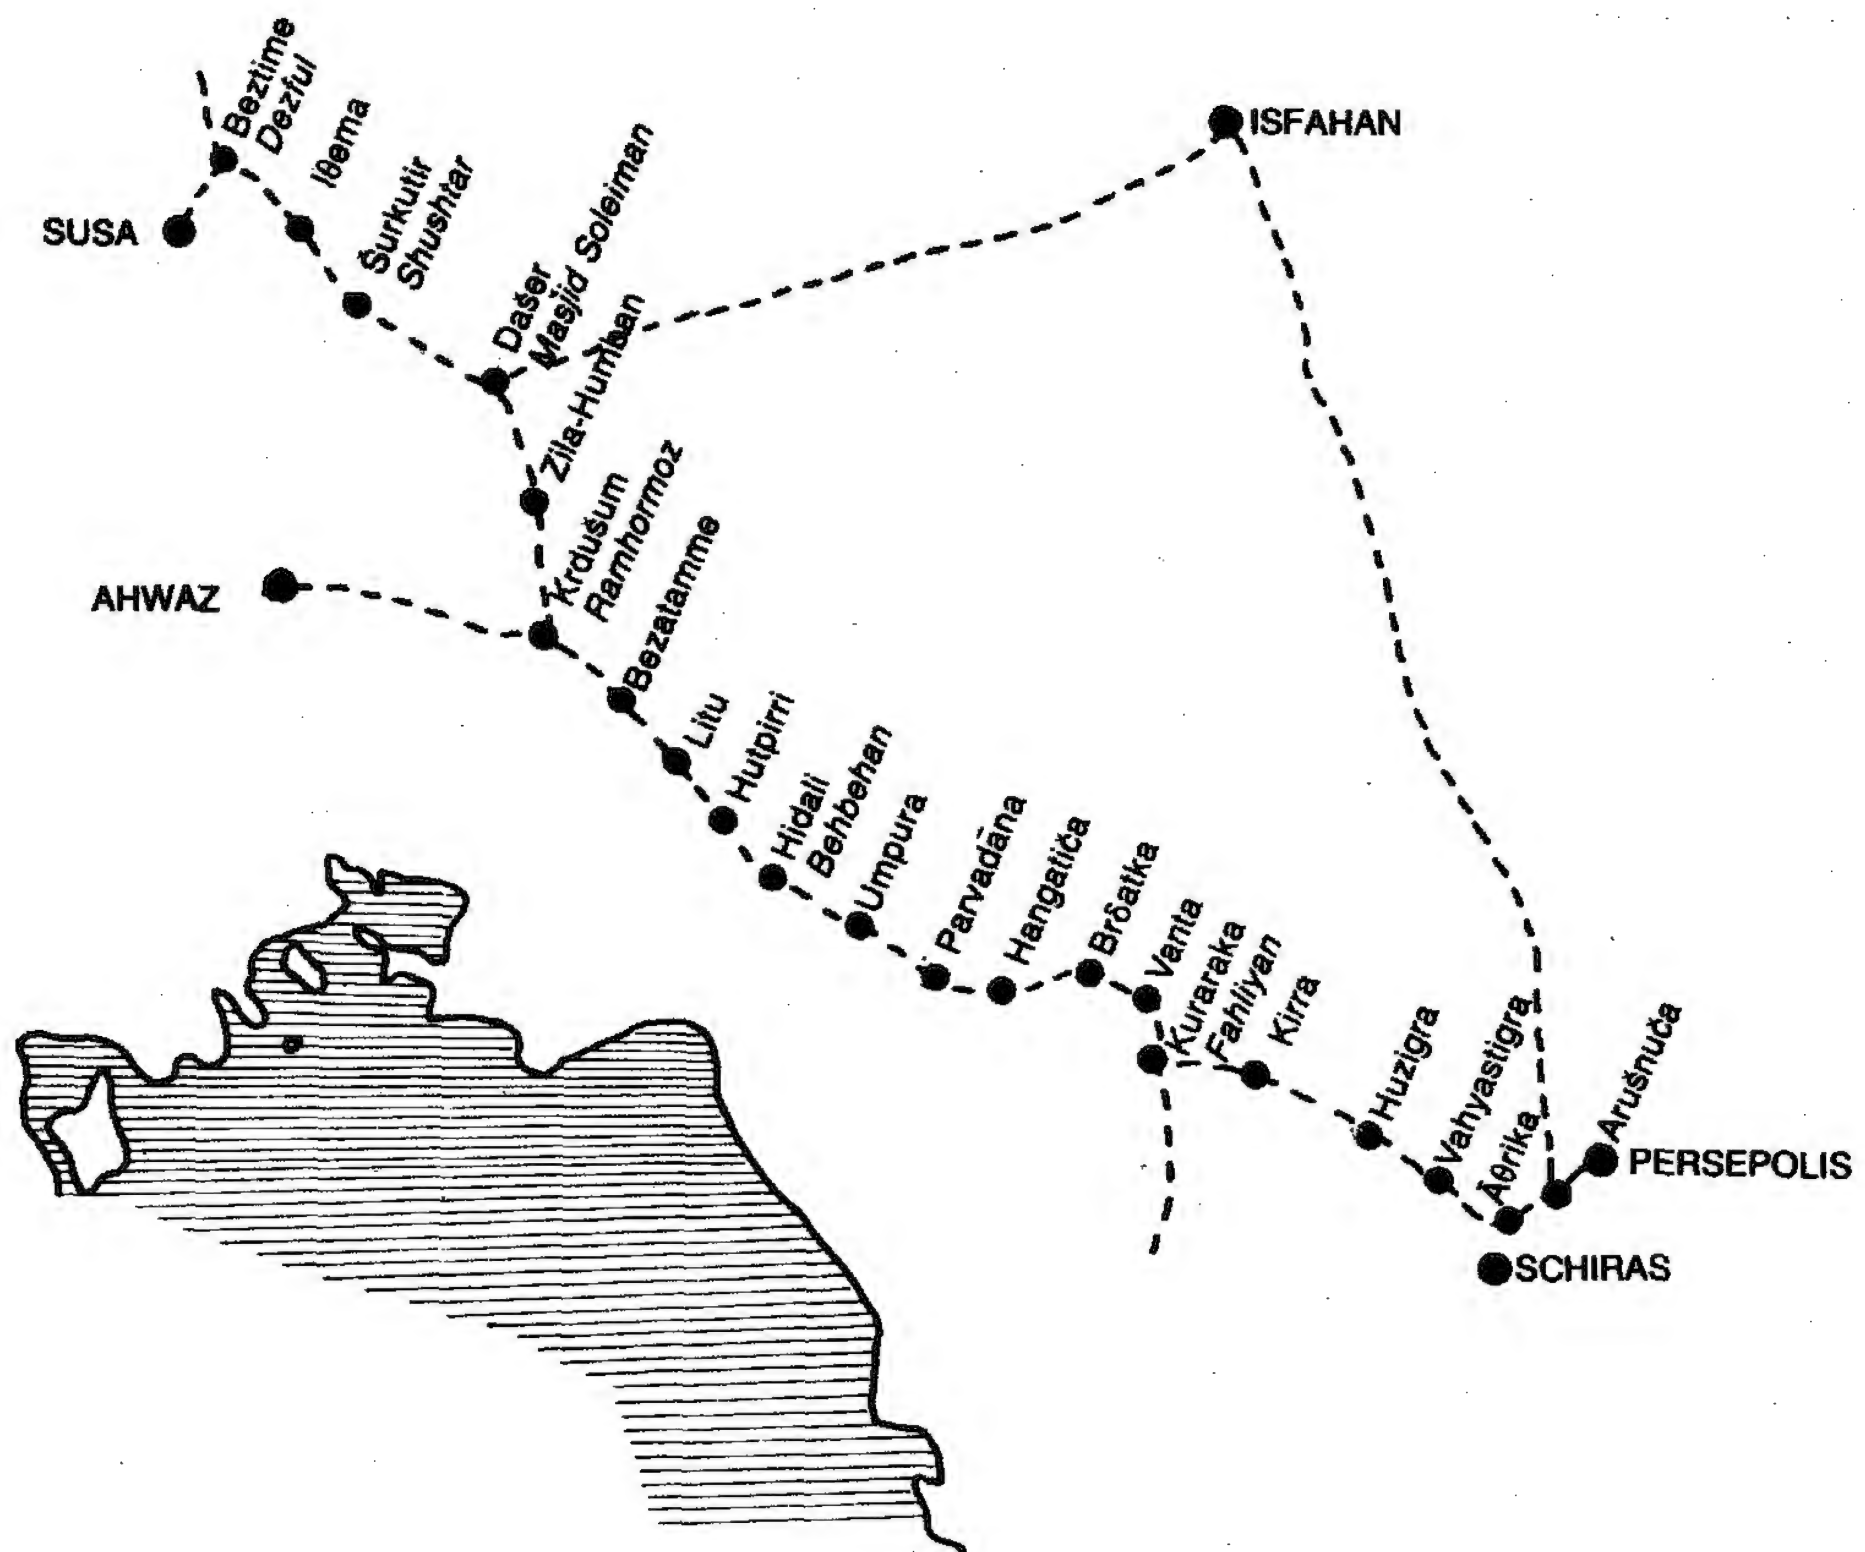 Beztime
Dezful
Iθema
Šurkutir
Shushtar
SUSA
Dašer
Masjid Soleiman
Zila-Humban
ISFAHAN
Krdušum
Ramhormoz
AHWAZ
Bezatamme
Litu
Hutpirri
Hidali
Behbehan
Umpura
Parvadāna
Hangatiča
Brδatka
Vanta
Kuraraka
Fahliyan
Kirra
Huzigra
Vahyastigra
Āθrika
Arušnuča
PERSEPOLIS
SCHIRAS